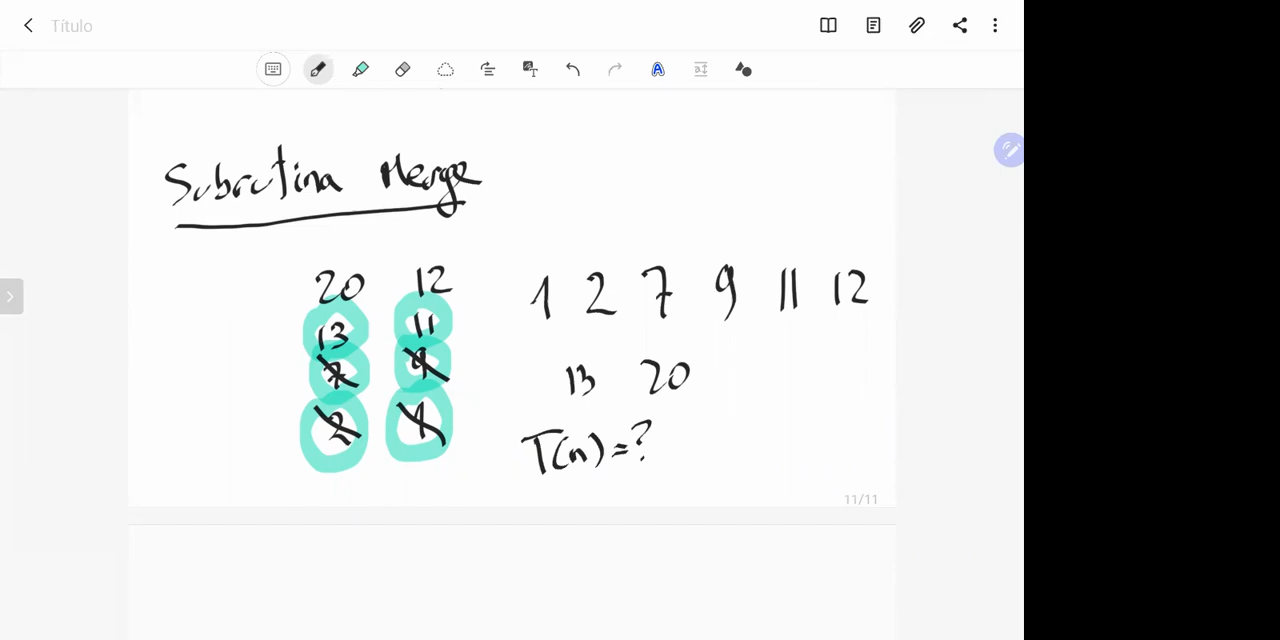 Título
Subrutina Merge
20 12 1 2 7 9 11 12
13 11
7 9 13 20
2 1 T(n)=?
11/11